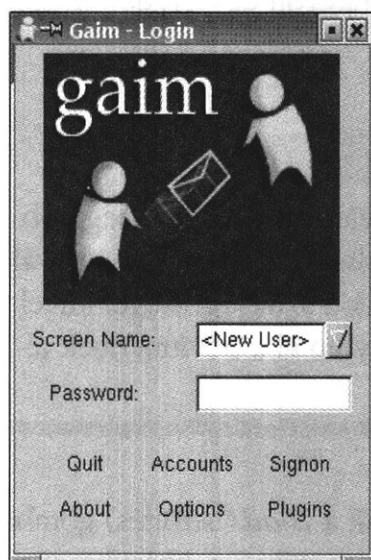 Gaim - Login
gaim
Screen Name: <New User>
Password:
Quit Accounts Signon
About Options Plugins